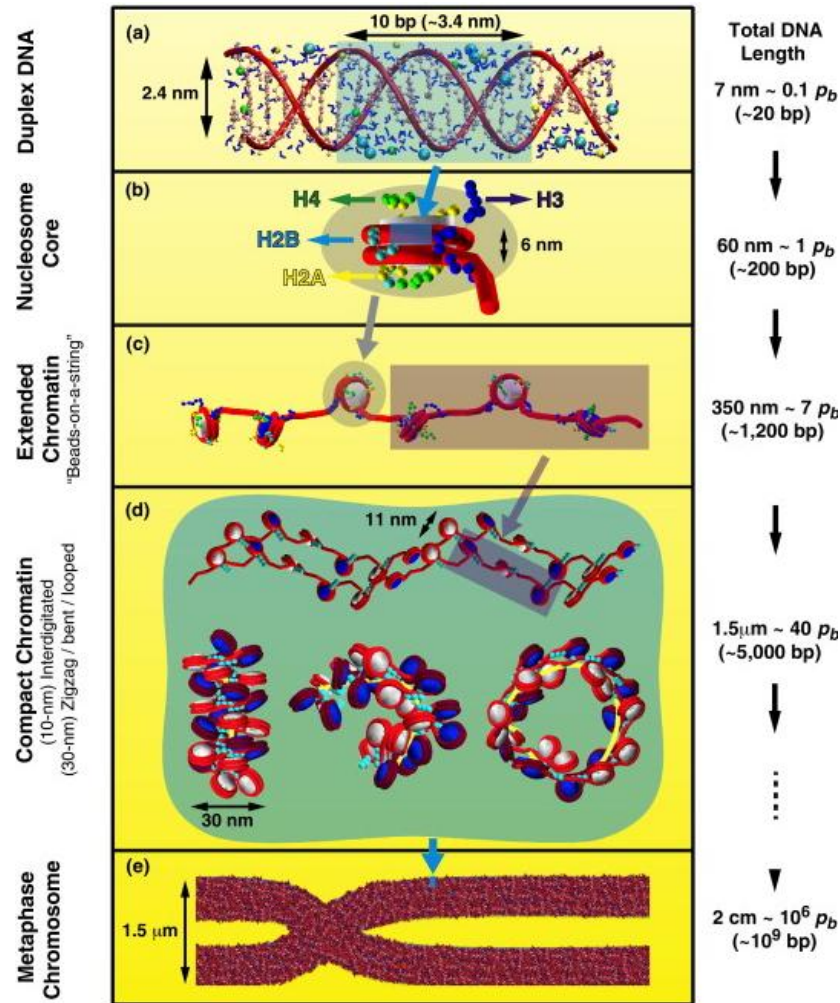 Total DNA
Length
Duplex DNA
(a)
10 bp (~3.4 nm)
2.4 nm
7 nm ~ 0.1 pb
(~20 bp)
Nucleosome
Core
(b)
H4
H3
H2B
6 nm
H2A
60 nm ~ 1 pb
(~200 bp)
Extended
Chromatin
"Beads-on-a-string"
(c)
350 nm ~ 7 pb
(~1,200 bp)
Compact Chromatin
(10-nm) Interdigitated
(30-nm) Zigzag / bent / looped
(d)
11 nm
30 nm
1.5μm ~ 40 pb
(~5,000 bp)
Metaphase
Chromosome
(e)
1.5 μm
2 cm ~ 10⁶ pb
(~10⁹ bp)